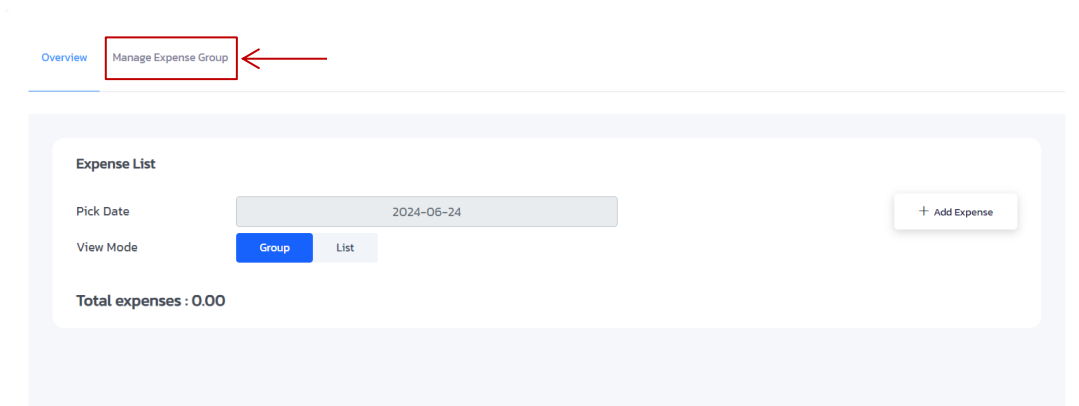 Overview Manage Expense Group
Expense List
Pick Date 2024-06-24 + Add Expense
View Mode Group List
Total expenses : 0.00